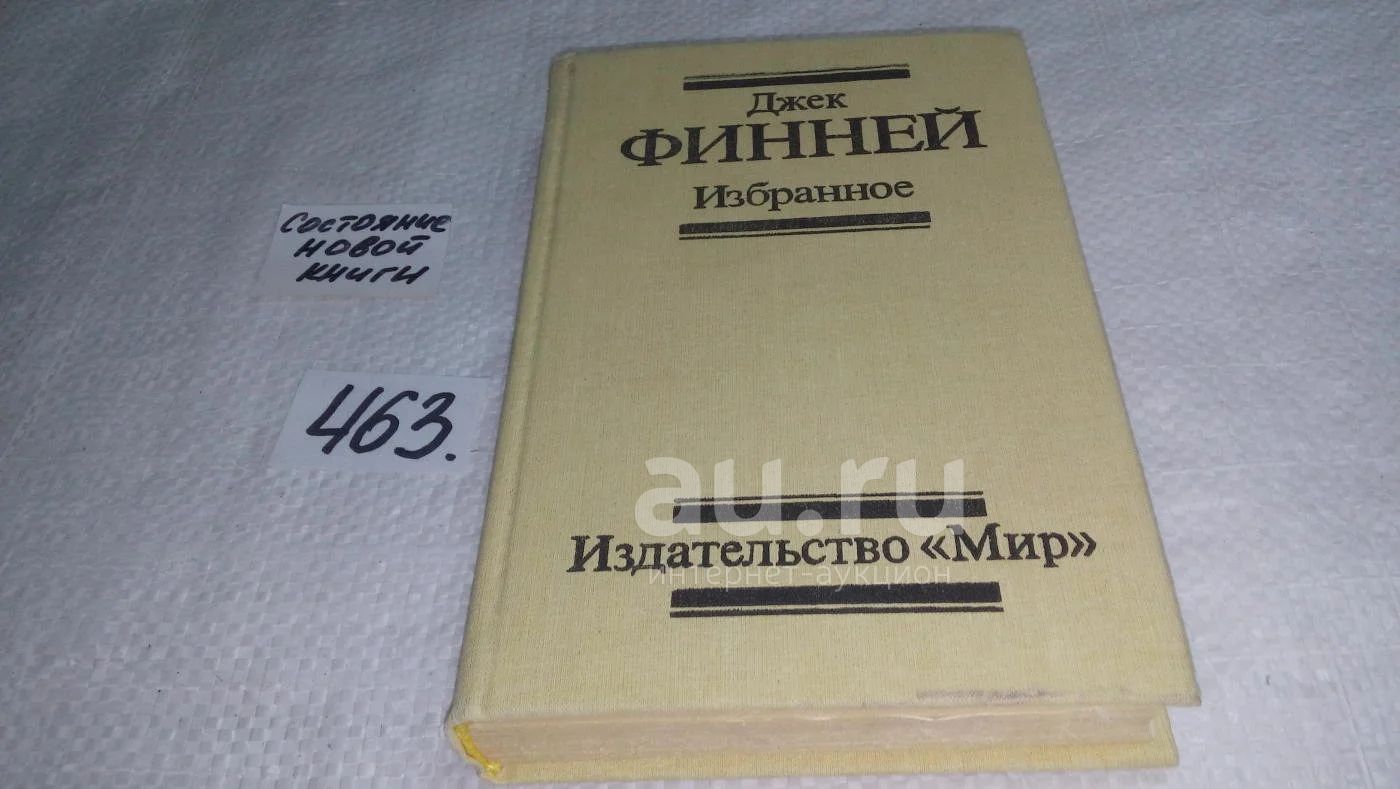 Джек
ФИННЕЙ
Избранное
Состояние
новой
книги
463.
au.ru
Издательство «Мир»
интернет-аукцион